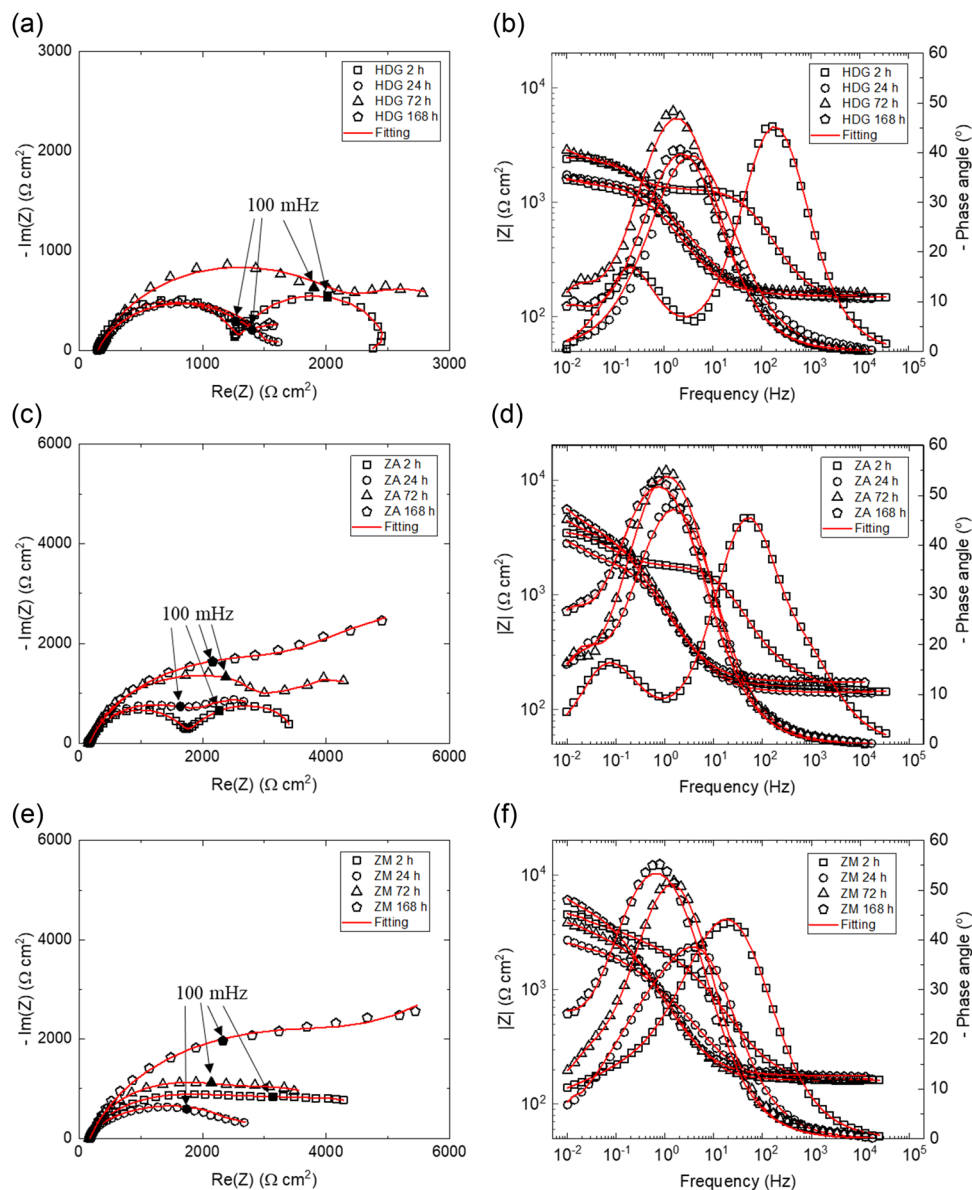 (a)
3000
2000
1000
0
- Im(Z) (Ω cm²)
0 1000 2000 3000
Re(Z) (Ω cm²)
HDG 2 h
HDG 24 h
HDG 72 h
HDG 168 h
Fitting
100 mHz
(b)
10⁴
10³
10²
|Z| (Ω cm²)
60
50
40
30
20
10
0
- Phase angle (°)
10⁻² 10⁻¹ 10⁰ 10¹ 10² 10³ 10⁴ 10⁵
Frequency (Hz)
HDG 2 h
HDG 24 h
HDG 72 h
HDG 168 h
Fitting
(c)
6000
4000
2000
0
- Im(Z) (Ω cm²)
0 2000 4000 6000
Re(Z) (Ω cm²)
ZA 2 h
ZA 24 h
ZA 72 h
ZA 168 h
Fitting
100 mHz
(d)
10⁴
10³
10²
|Z| (Ω cm²)
60
50
40
30
20
10
0
- Phase angle (°)
10⁻² 10⁻¹ 10⁰ 10¹ 10² 10³ 10⁴ 10⁵
Frequency (Hz)
ZA 2 h
ZA 24 h
ZA 72 h
ZA 168 h
Fitting
(e)
6000
4000
2000
0
- Im(Z) (Ω cm²)
0 2000 4000 6000
Re(Z) (Ω cm²)
ZM 2 h
ZM 24 h
ZM 72 h
ZM 168 h
Fitting
100 mHz
(f)
10⁴
10³
10²
|Z| (Ω cm²)
60
50
40
30
20
10
0
- Phase angle (°)
10⁻² 10⁻¹ 10⁰ 10¹ 10² 10³ 10⁴ 10⁵
Frequency (Hz)
ZM 2 h
ZM 24 h
ZM 72 h
ZM 168 h
Fitting